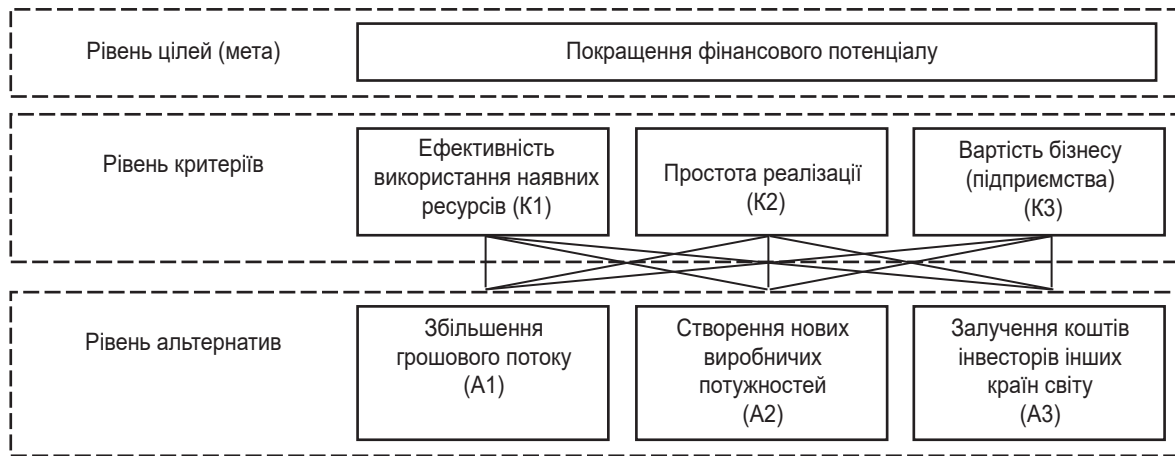 Рівень цілей (мета)
Покращення фінансового потенціалу
Рівень критеріїв
Ефективність
використання наявних
ресурсів (К1)
Простота реалізації
(К2)
Вартість бізнесу
(підприємства)
(К3)
Рівень альтернатив
Збільшення
грошового потоку
(А1)
Створення нових
виробничих
потужностей
(А2)
Залучення коштів
інвесторів інших
країн світу
(А3)